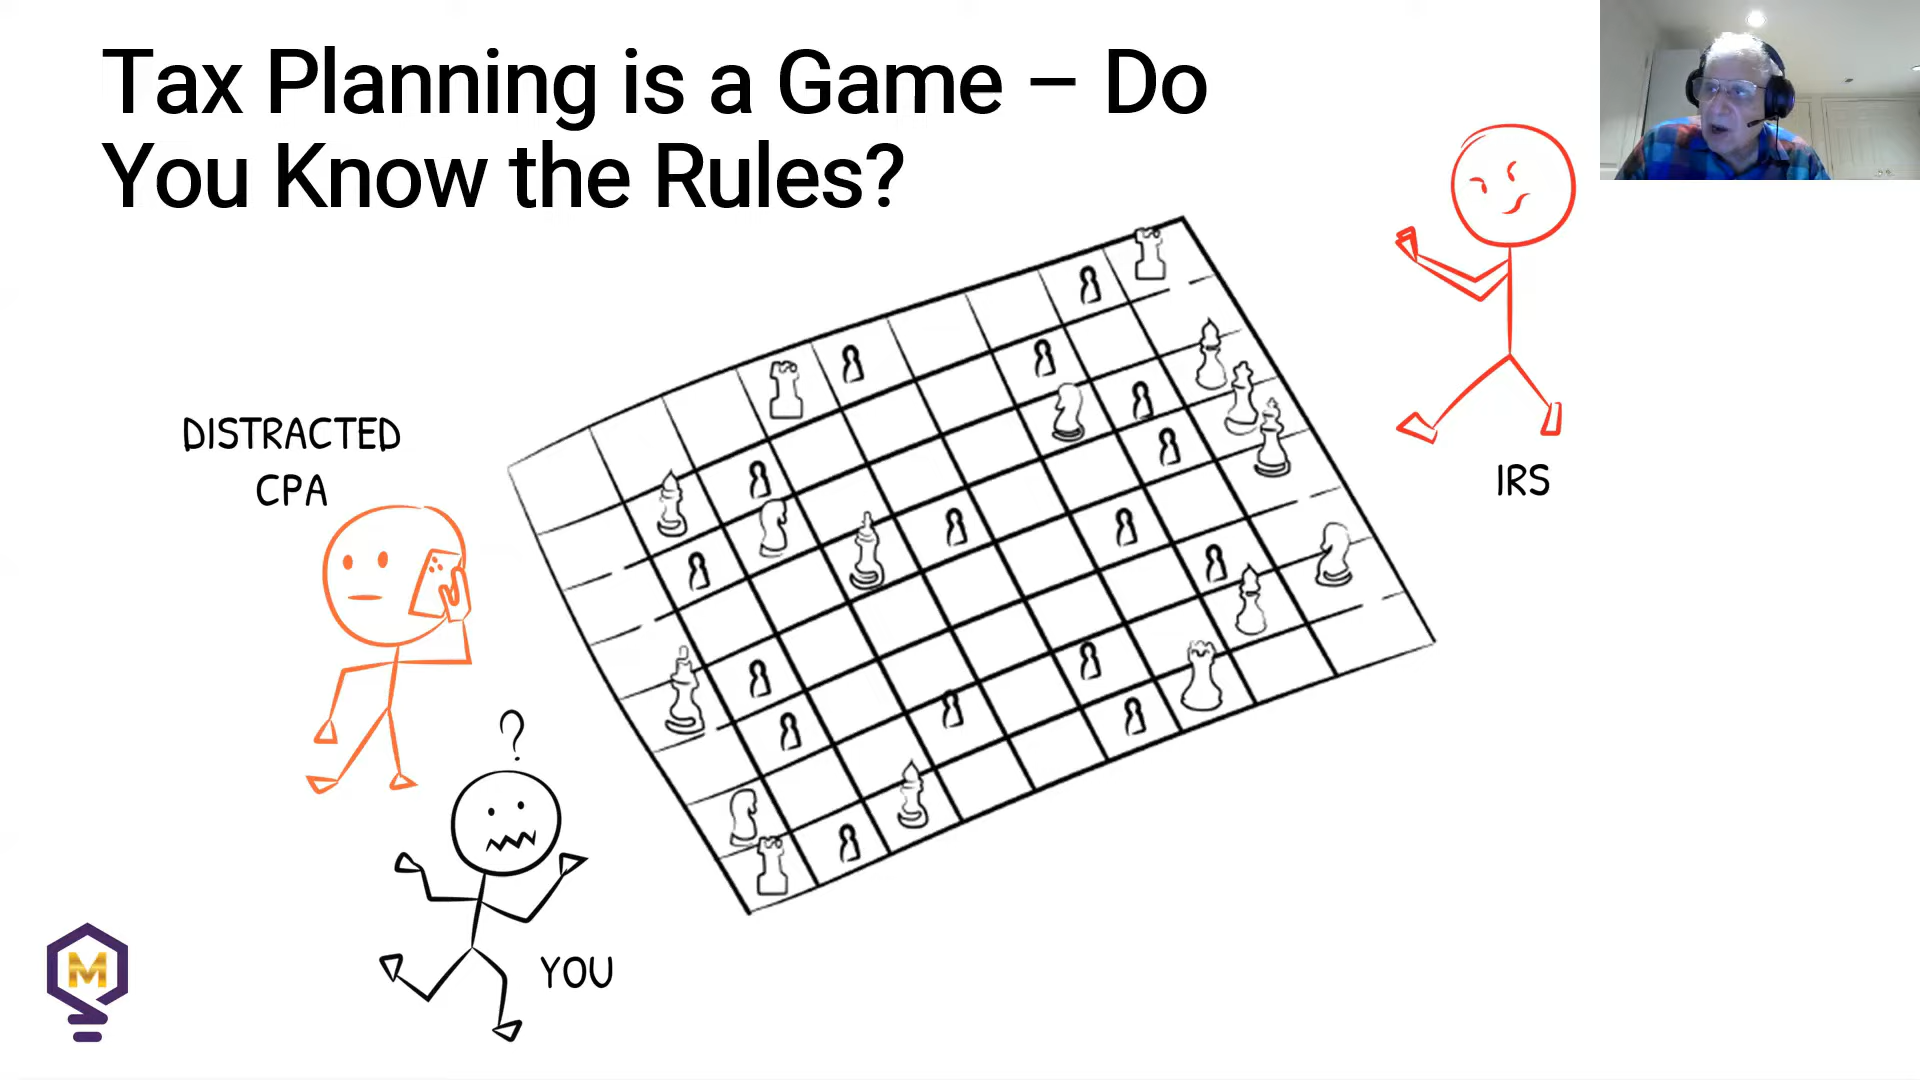 Tax Planning is a Game – Do
You Know the Rules?
DISTRACTED
CPA
IRS
?
YOU
M